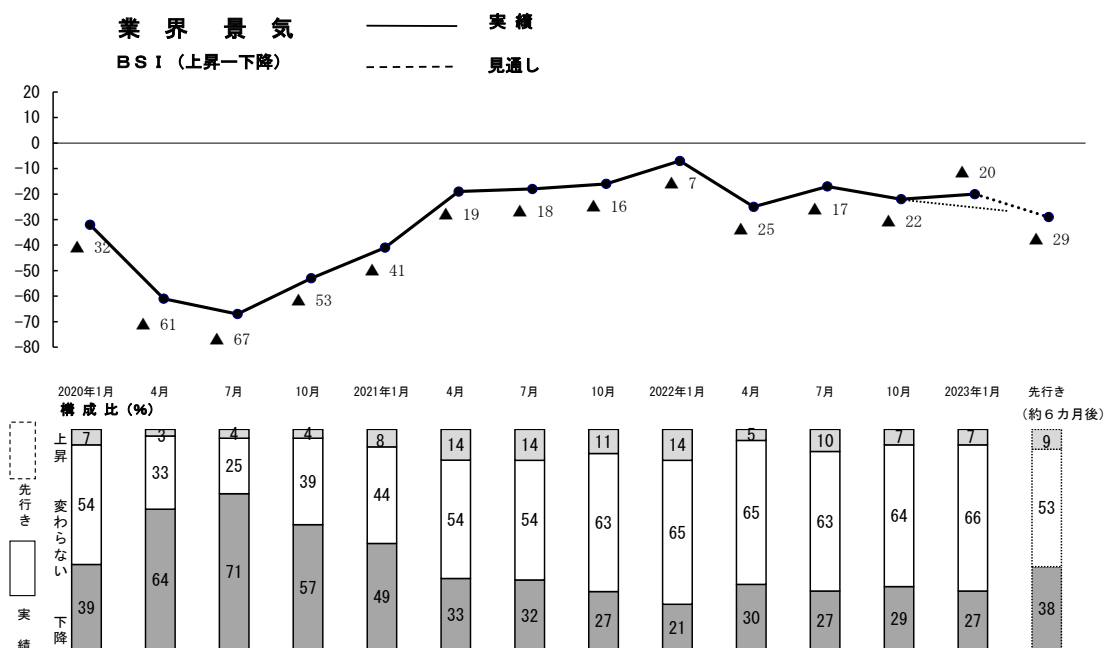 業 界 景 気
実 績
BSI(上昇－下降)
見通し
20
10
0
-10
-20
-30
-40
-50
-60
-70
-80
▲ 32
▲ 61
▲ 67
▲ 53
▲ 41
▲ 19
▲ 18
▲ 16
▲ 7
▲ 25
▲ 17
▲ 22
▲ 20
▲ 29
2020年1月 4月 7月 10月 2021年1月 4月 7月 10月 2022年1月 4月 7月 10月 2023年1月 先行き
構 成 比 (%)
(約６カ月後)
上昇
7 3 4 4 8 14 14 11 14 5 10 7 7 9
変わらない
54 33 25 39 44 54 54 63 65 65 63 64 66 53
下降
39 64 71 57 49 33 32 27 21 30 27 29 27 38
先行き
実 績